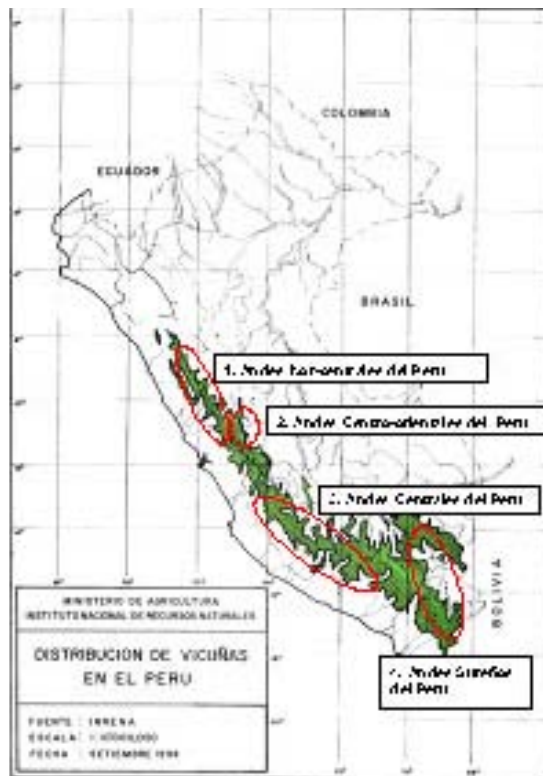 COLOMBIA
ECUADOR
BRASIL
1. Andes Nor-centrales del Peru
2. Andes Centro-orientales del Peru
3. Andes Centrales del Peru
BOLIVIA
MINISTERIO DE AGRICULTURA
INSTITUTO NACIONAL DE RECURSOS NATURALES
DISTRIBUCION DE VICUÑAS
EN EL PERU
4. Andes Sureños
del Peru
FUENTE : INRENA
ESCALA :
FECHA : SETIEMBRE